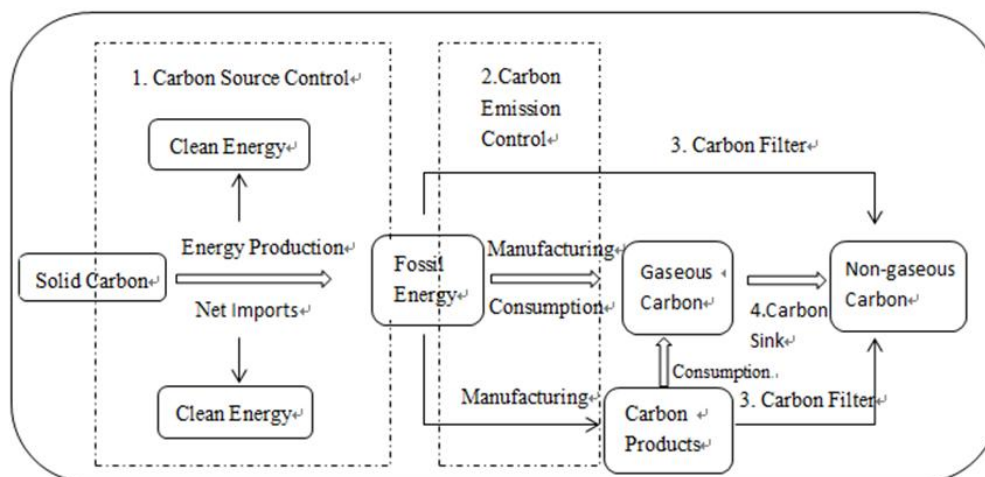 1. Carbon Source Control↵
2.Carbon
Emission
Control↵
Clean Energy↵
3. Carbon Filter↵
Energy Production↵
Solid Carbon↵
Net Imports↵
Fossil
Energy↵
Manufacturing↵
Consumption↵
Gaseous ↵
Carbon↵
Non-gaseous
Carbon↵
4.Carbon
Sink↵
Consumption
Clean Energy↵
Manufacturing↵
Carbon ↵
Products↵
3. Carbon Filter↵